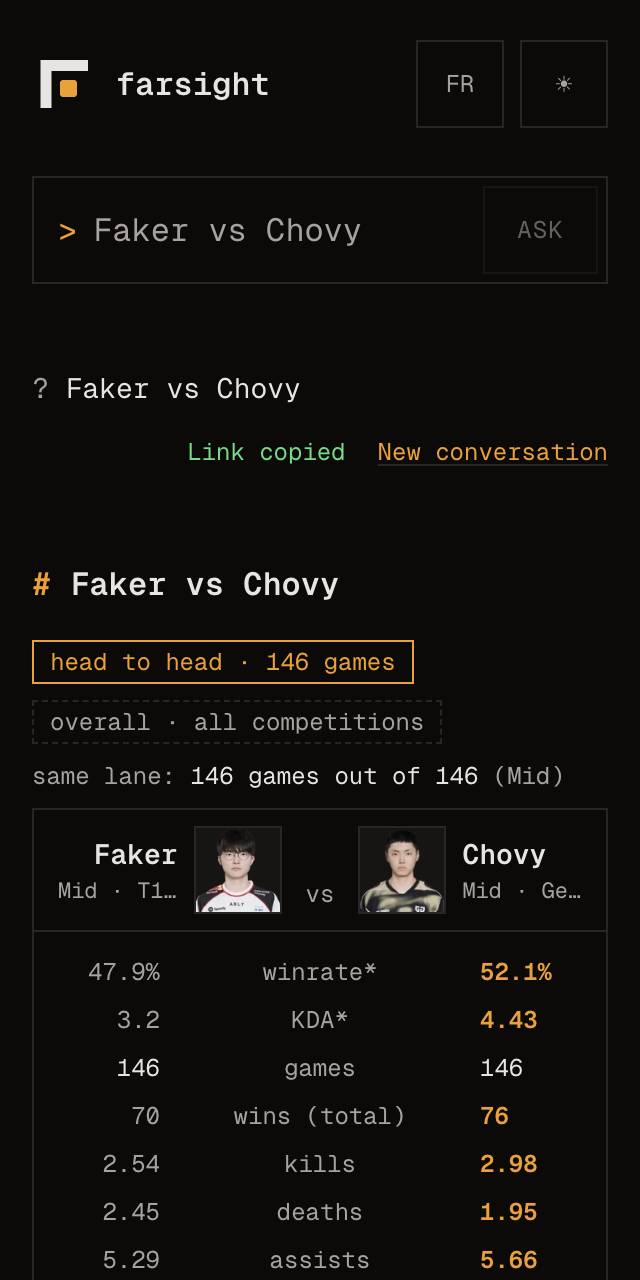 farsight
FR ☀
> Faker vs Chovy ASK
? Faker vs Chovy
Link copied New conversation
# Faker vs Chovy
head to head · 146 games
overall · all competitions
same lane: 146 games out of 146 (Mid)
Faker vs Chovy
Mid · T1… Mid · Ge…
47.9% winrate* 52.1%
3.2 KDA* 4.43
146 games 146
70 wins (total) 76
2.54 kills 2.98
2.45 deaths 1.95
5.29 assists 5.66